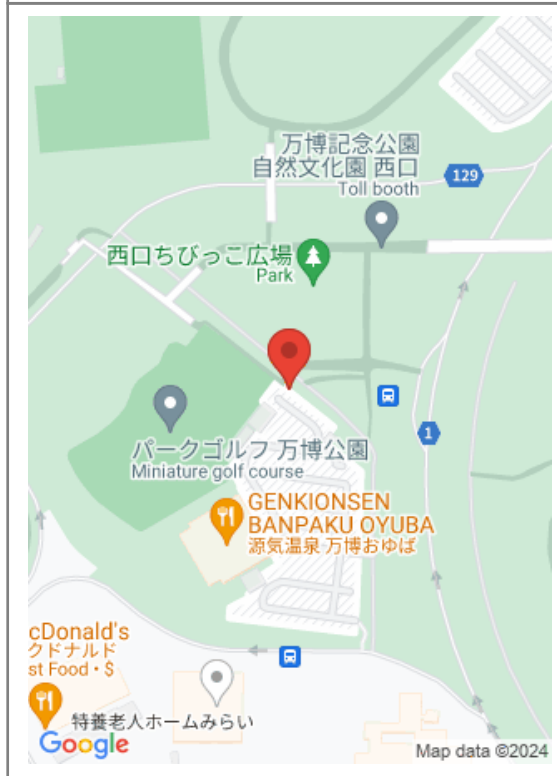 万博記念公園
自然文化園 西口
Toll booth
129
西口ちびっこ広場
Park
パークゴルフ 万博公園
Miniature golf course
1
GENKIONSEN
BANPAKU OYUBA
源気温泉 万博おゆば
cDonald's
クドナルド
st Food・$
特養老人ホームみらい
Google
Map data ©2024